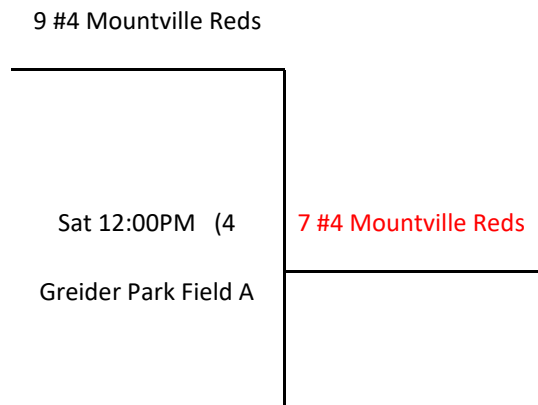 9 #4 Mountville Reds
Sat 12:00PM (4
7 #4 Mountville Reds
Greider Park Field A